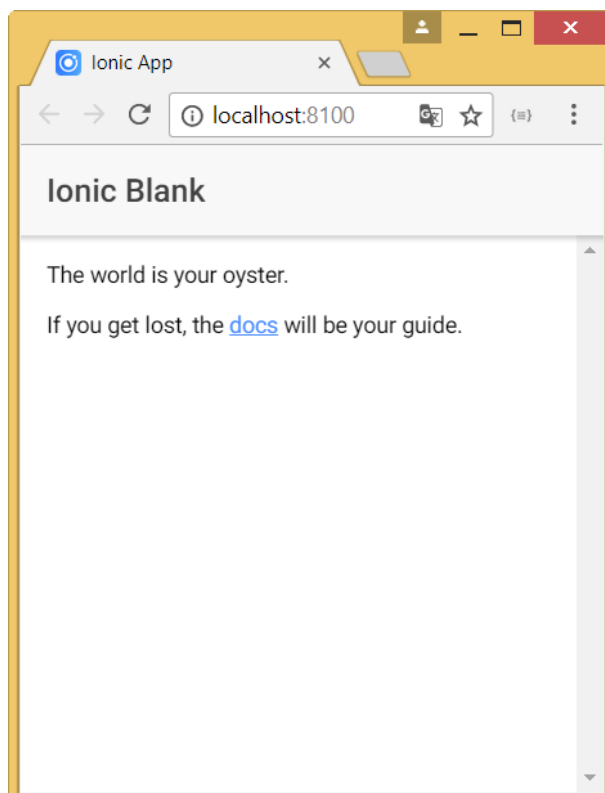 Ionic App
localhost:8100
Ionic Blank
The world is your oyster.
If you get lost, the docs will be your guide.